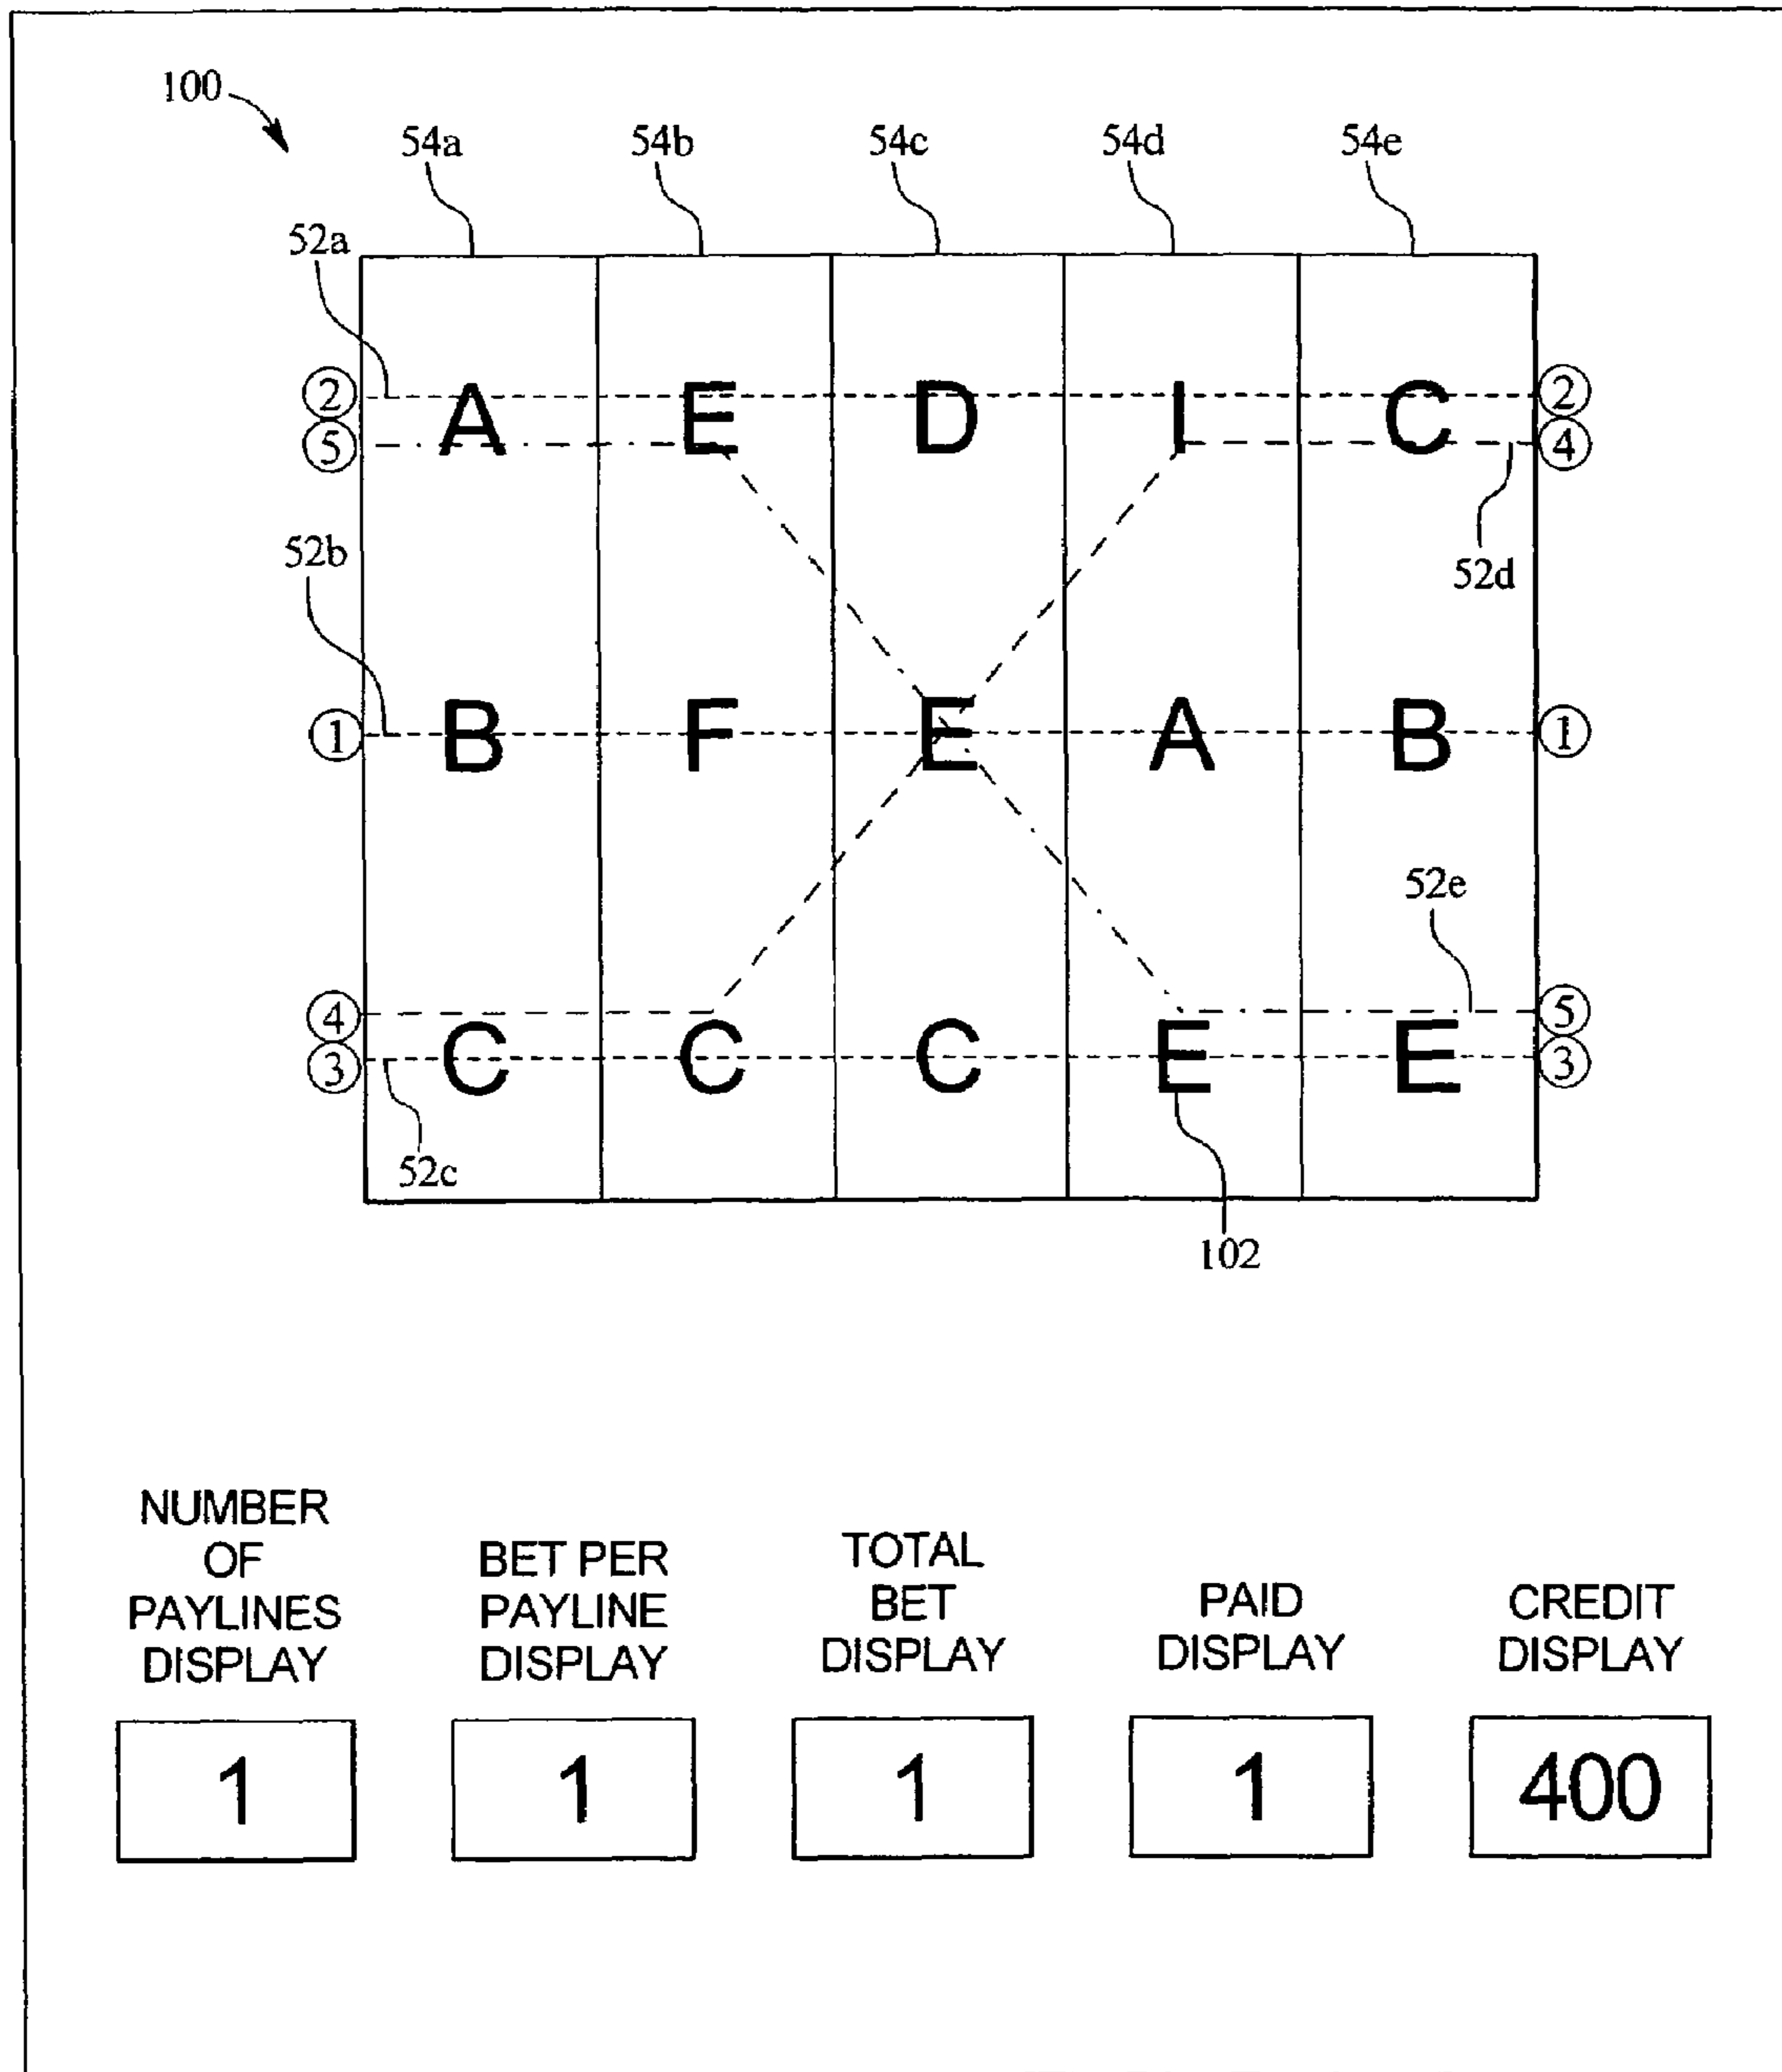 100
54a 54b 54c 54d 54e
52a
② A E D I C ②
⑤ ④
52b 52d
① B F E A B ①
52e
④ ⑤
③ C C C E E ③
52c
102
NUMBER
OF
PAYLINES
DISPLAY
1
BET PER
PAYLINE
DISPLAY
1
TOTAL
BET
DISPLAY
1
PAID
DISPLAY
1
CREDIT
DISPLAY
400